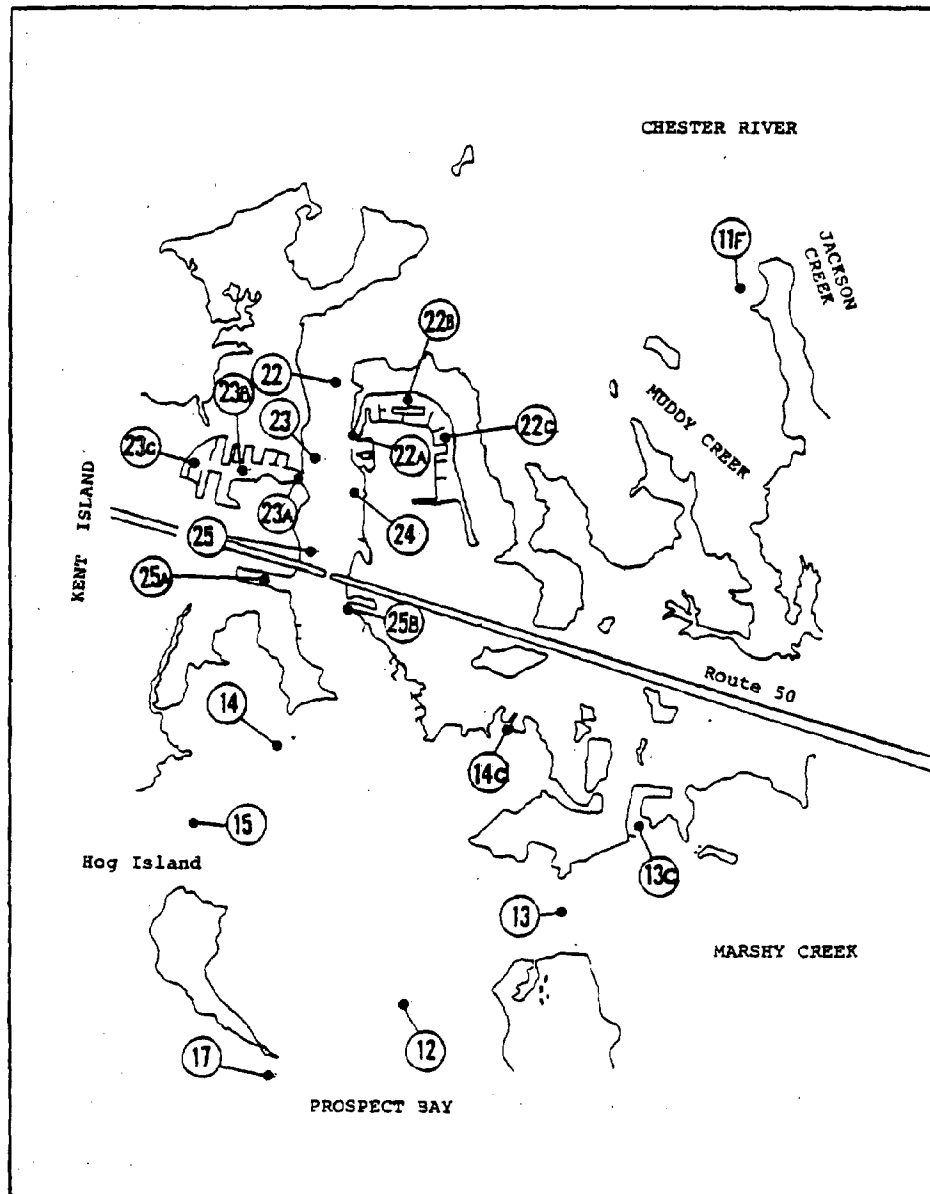 CHESTER RIVER
11F
JACKSON
CREEK
22B
22
23B
MUDDY CREEK
23
22C
23C
22A
KENT ISLAND
23A
24
25
25A
25B
Route 50
14
14C
15
Hog Island
13C
13
MARSHY CREEK
12
17
PROSPECT BAY